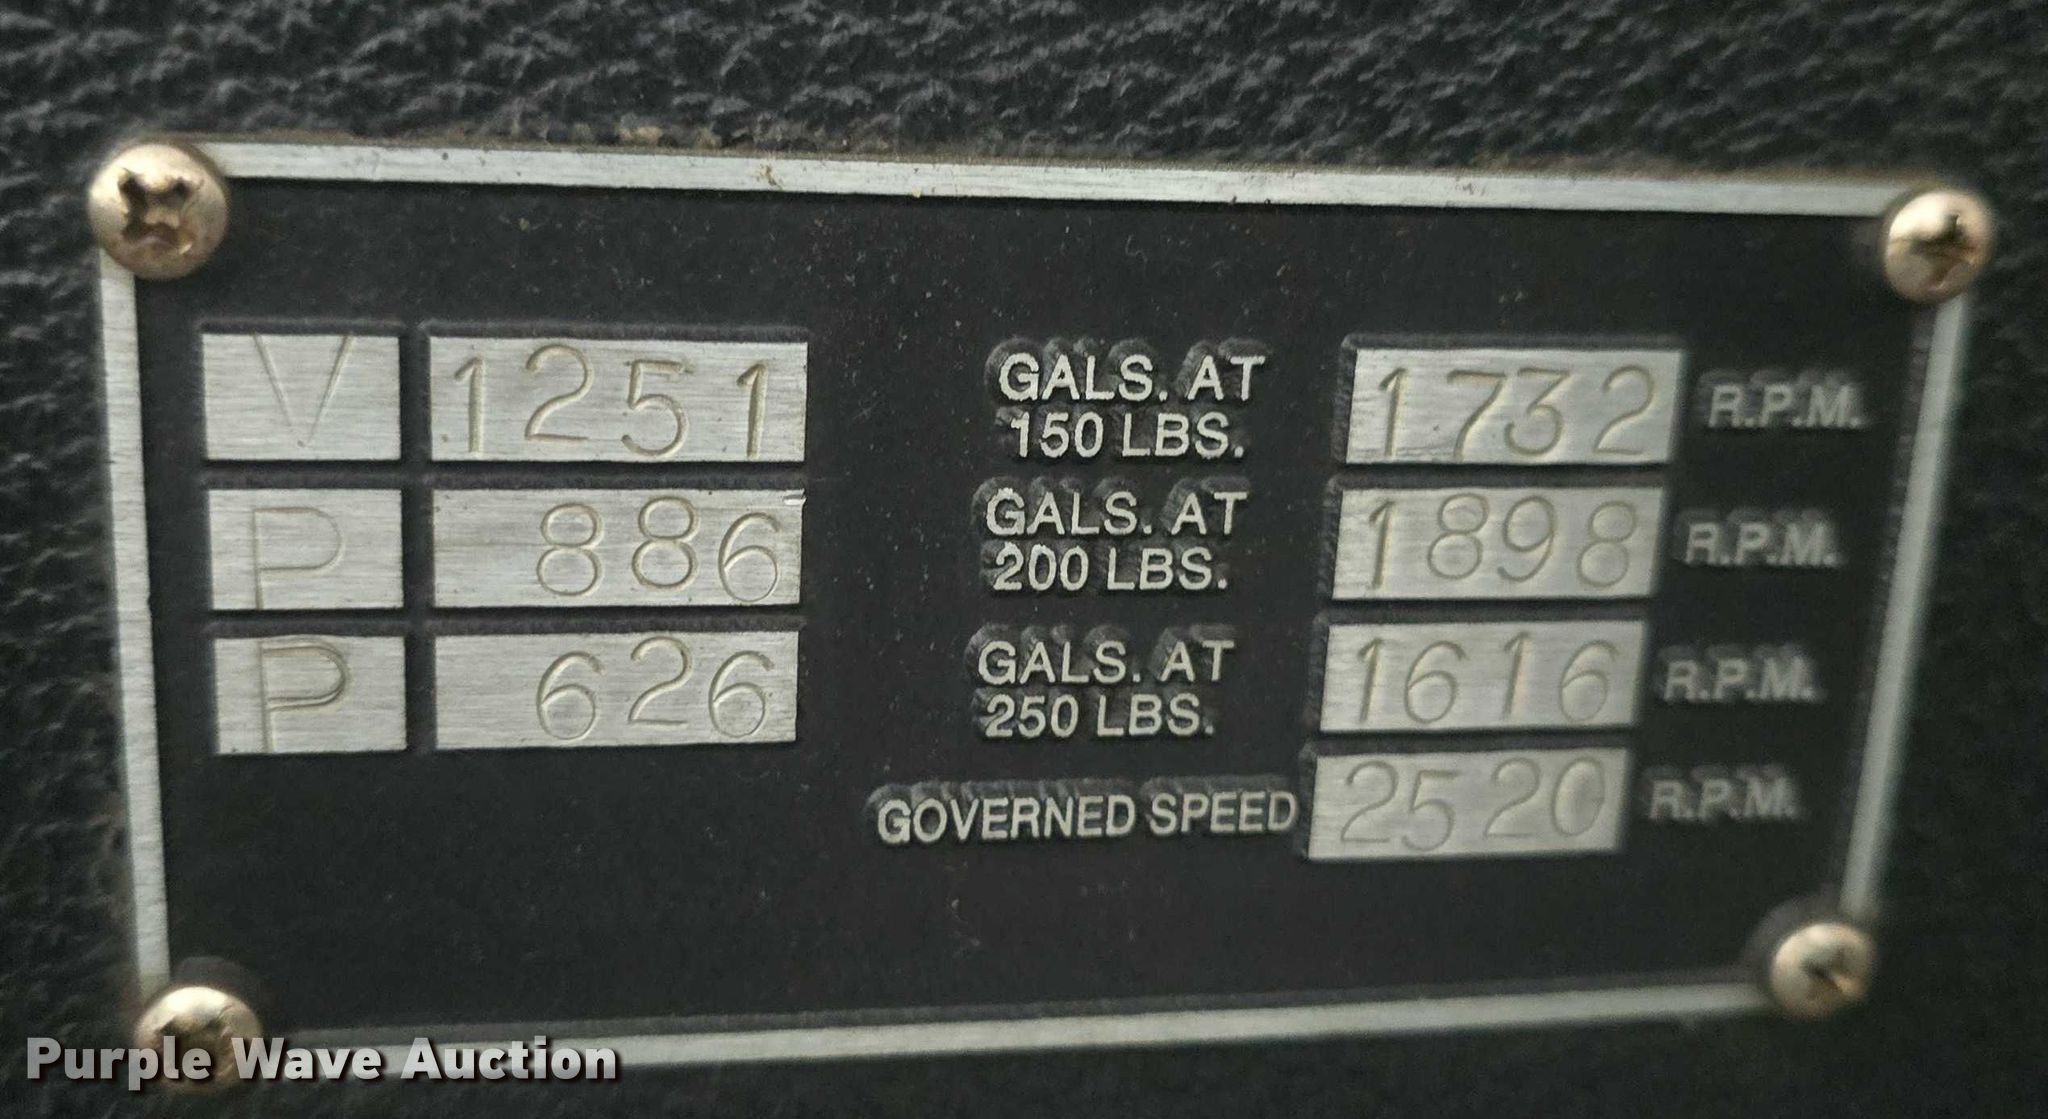 V 1251 GALS. AT 150 LBS. 1732 R.P.M.
P 886 GALS. AT 200 LBS. 1898 R.P.M.
P 626 GALS. AT 250 LBS. 1616 R.P.M.
GOVERNED SPEED 2520 R.P.M.
Purple Wave Auction